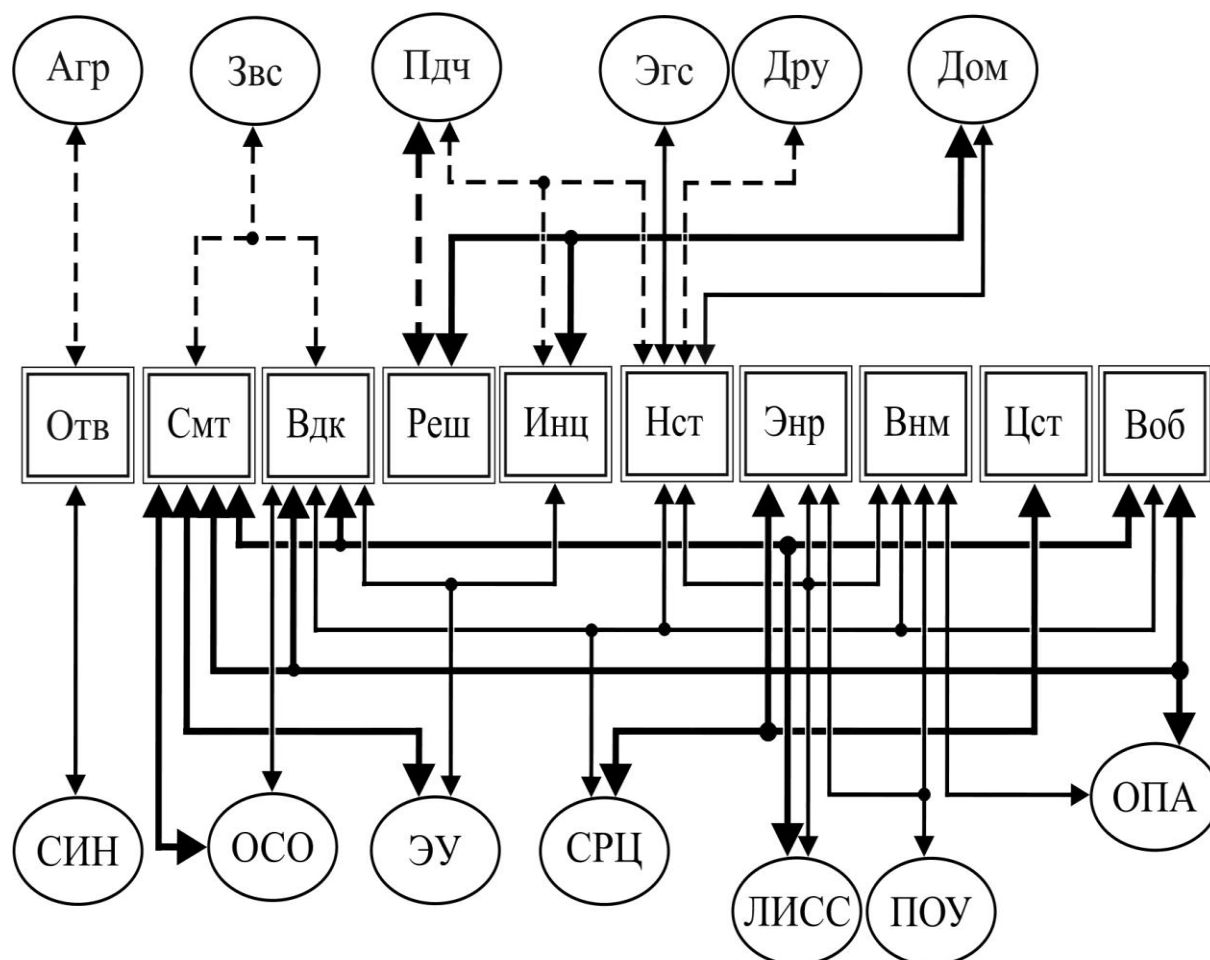 Агр Звс Пдч Эгс Дру Дом
Отв Смт Вдк Реш Инц Нст Энр Внм Цст Воб
ОПА
СИН ОСО ЭУ СРЦ
ЛИСС ПОУ